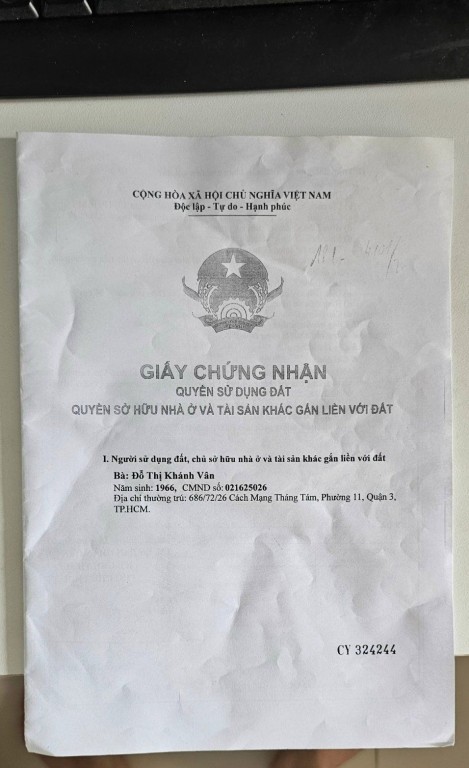 CỘNG HÒA XÃ HỘI CHỦ NGHĨA VIỆT NAM
Độc lập - Tự do - Hạnh phúc
GIẤY CHỨNG NHẬN
QUYỀN SỬ DỤNG ĐẤT
QUYỀN SỞ HỮU NHÀ Ở VÀ TÀI SẢN KHÁC GẮN LIỀN VỚI ĐẤT
I. Người sử dụng đất, chủ sở hữu nhà ở và tài sản khác gắn liền với đất
Bà: Đỗ Thị Khánh Vân
Năm sinh: 1966, CMND số: 021625026
Địa chỉ thường trú: 686/72/26 Cách Mạng Tháng Tám, Phường 11, Quận 3,
TP.HCM.
CY 324244